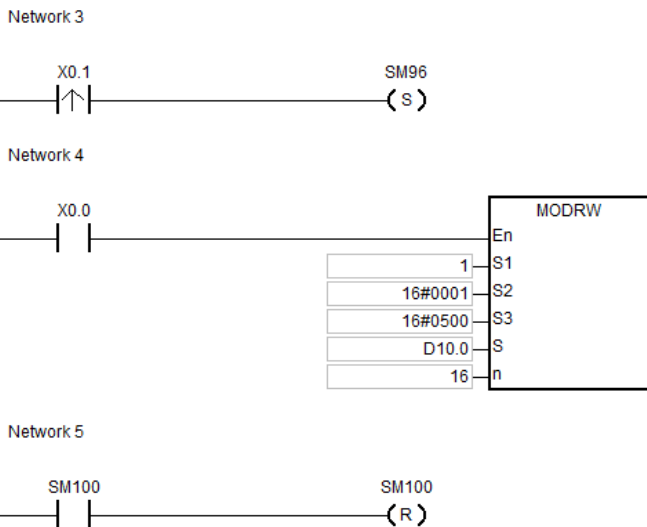 Network 3
X0.1 SM96
S
Network 4
X0.0 MODRW
En
1 S1
16#0001 S2
16#0500 S3
D10.0 S
16 n
Network 5
SM100 SM100
R